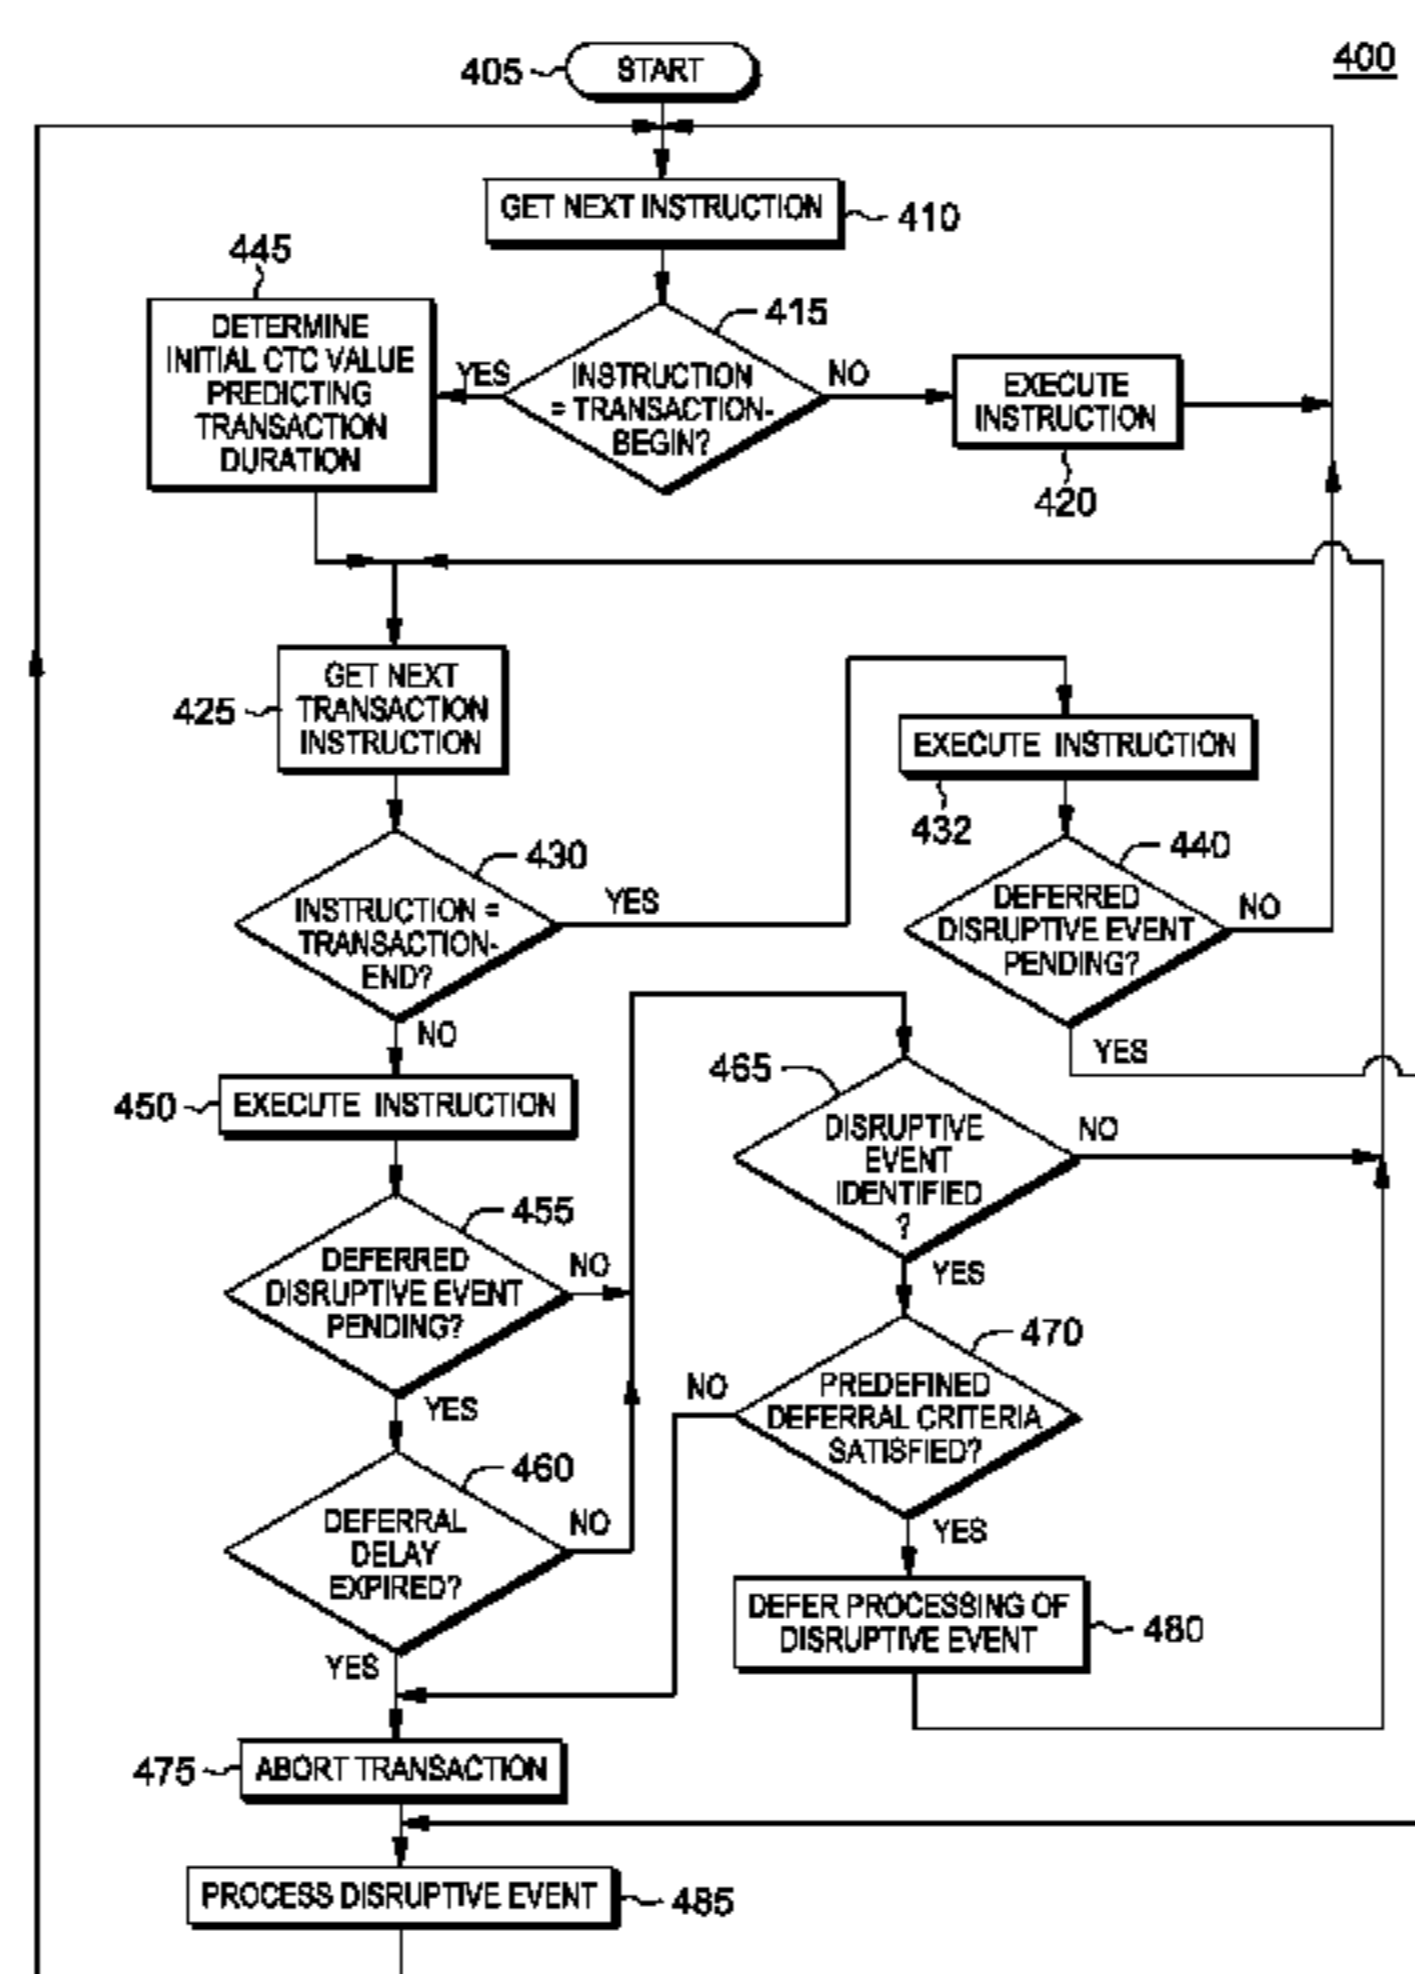 400
405
START
GET NEXT INSTRUCTION
410
445
DETERMINE
INITIAL CTC VALUE
PREDICTING
TRANSACTION
DURATION
415
YES
INSTRUCTION
= TRANSACTION-
BEGIN?
NO
EXECUTE
INSTRUCTION
420
425
GET NEXT
TRANSACTION
INSTRUCTION
EXECUTE INSTRUCTION
432
430
INSTRUCTION =
TRANSACTION-
END?
YES
NO
440
DEFERRED
DISRUPTIVE EVENT
PENDING?
NO
YES
450
EXECUTE INSTRUCTION
465
DISRUPTIVE
EVENT
IDENTIFIED
?
NO
YES
455
DEFERRED
DISRUPTIVE EVENT
PENDING?
NO
YES
470
PREDEFINED
DEFERRAL CRITERIA
SATISFIED?
NO
YES
460
DEFERRAL
DELAY
EXPIRED?
NO
YES
DEFER PROCESSING OF
DISRUPTIVE EVENT
480
475
ABORT TRANSACTION
PROCESS DISRUPTIVE EVENT
485